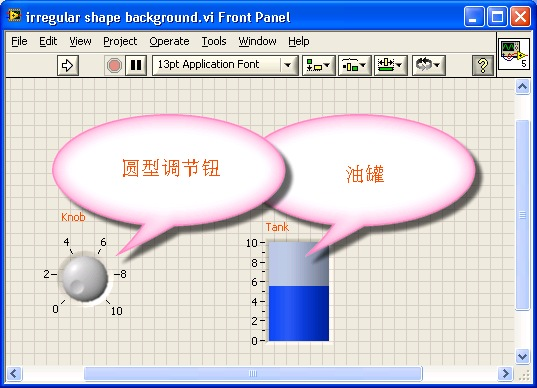 irregular shape background.vi Front Panel
File Edit View Project Operate Tools Window Help
13pt Application Font
5
圆型调节钮
油罐
Knob
4 6
2 8
0 10
Tank
10
8
6
4
2
0